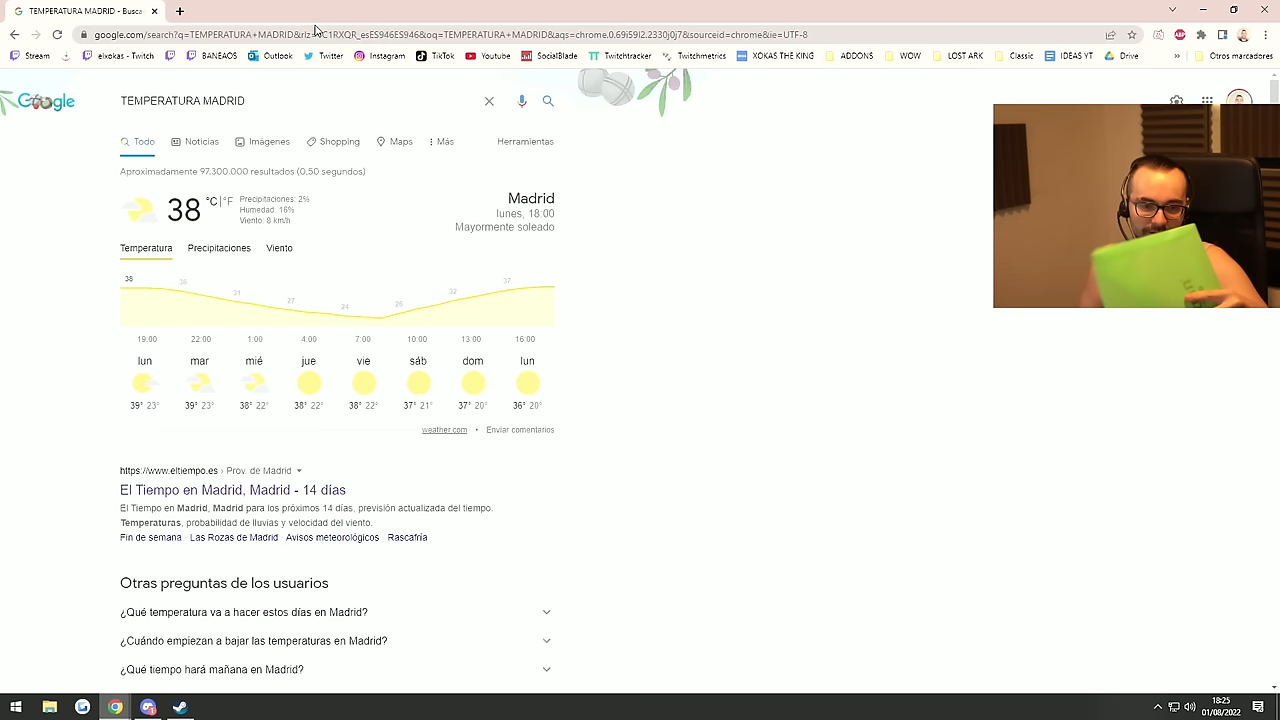 TEMPERATURA MADRID - Busca
google.com/search?q=TEMPERATURA+MADRID&rlz=1C1RXQR_esES946ES946&oq=TEMPERATURA+MADRID&aqs=chrome.0.69i59l2.2330j0j7&sourceid=chrome&ie=UTF-8
Stream elxokas - Twitch BANEAOS Outlook Twitter Instagram TikTok Youtube SocialBlade Twitchtracker Twitchmetrics XOKAS THE KING ADDONS WOW LOST ARK Classic IDEAS YT Drive » Otros marcadores
Google
TEMPERATURA MADRID
Todo Noticias Imágenes Shopping Maps Más Herramientas
Aproximadamente 97.300.000 resultados (0,50 segundos)
38 °C | °F
Precipitaciones: 2%
Humedad: 16%
Viento: 8 km/h
Madrid
lunes, 18:00
Mayormente soleado
Temperatura Precipitaciones Viento
38 36 31 27 24 26 32 37
19:00 22:00 1:00 4:00 7:00 10:00 13:00 16:00
lun mar mié jue vie sáb dom lun
39° 23° 39° 23° 38° 22° 38° 22° 38° 22° 37° 21° 37° 20° 36° 20°
weather.com • Enviar comentarios
https://www.eltiempo.es › Prov. de Madrid
El Tiempo en Madrid, Madrid - 14 días
El Tiempo en Madrid, Madrid para los próximos 14 días, previsión actualizada del tiempo.
Temperaturas, probabilidad de lluvias y velocidad del viento.
Fin de semana · Las Rozas de Madrid · Avisos meteorológicos · Rascafría
Otras preguntas de los usuarios
¿Qué temperatura va a hacer estos días en Madrid?
¿Cuándo empiezan a bajar las temperaturas en Madrid?
¿Qué tiempo hará mañana en Madrid?
18:25
01/08/2022